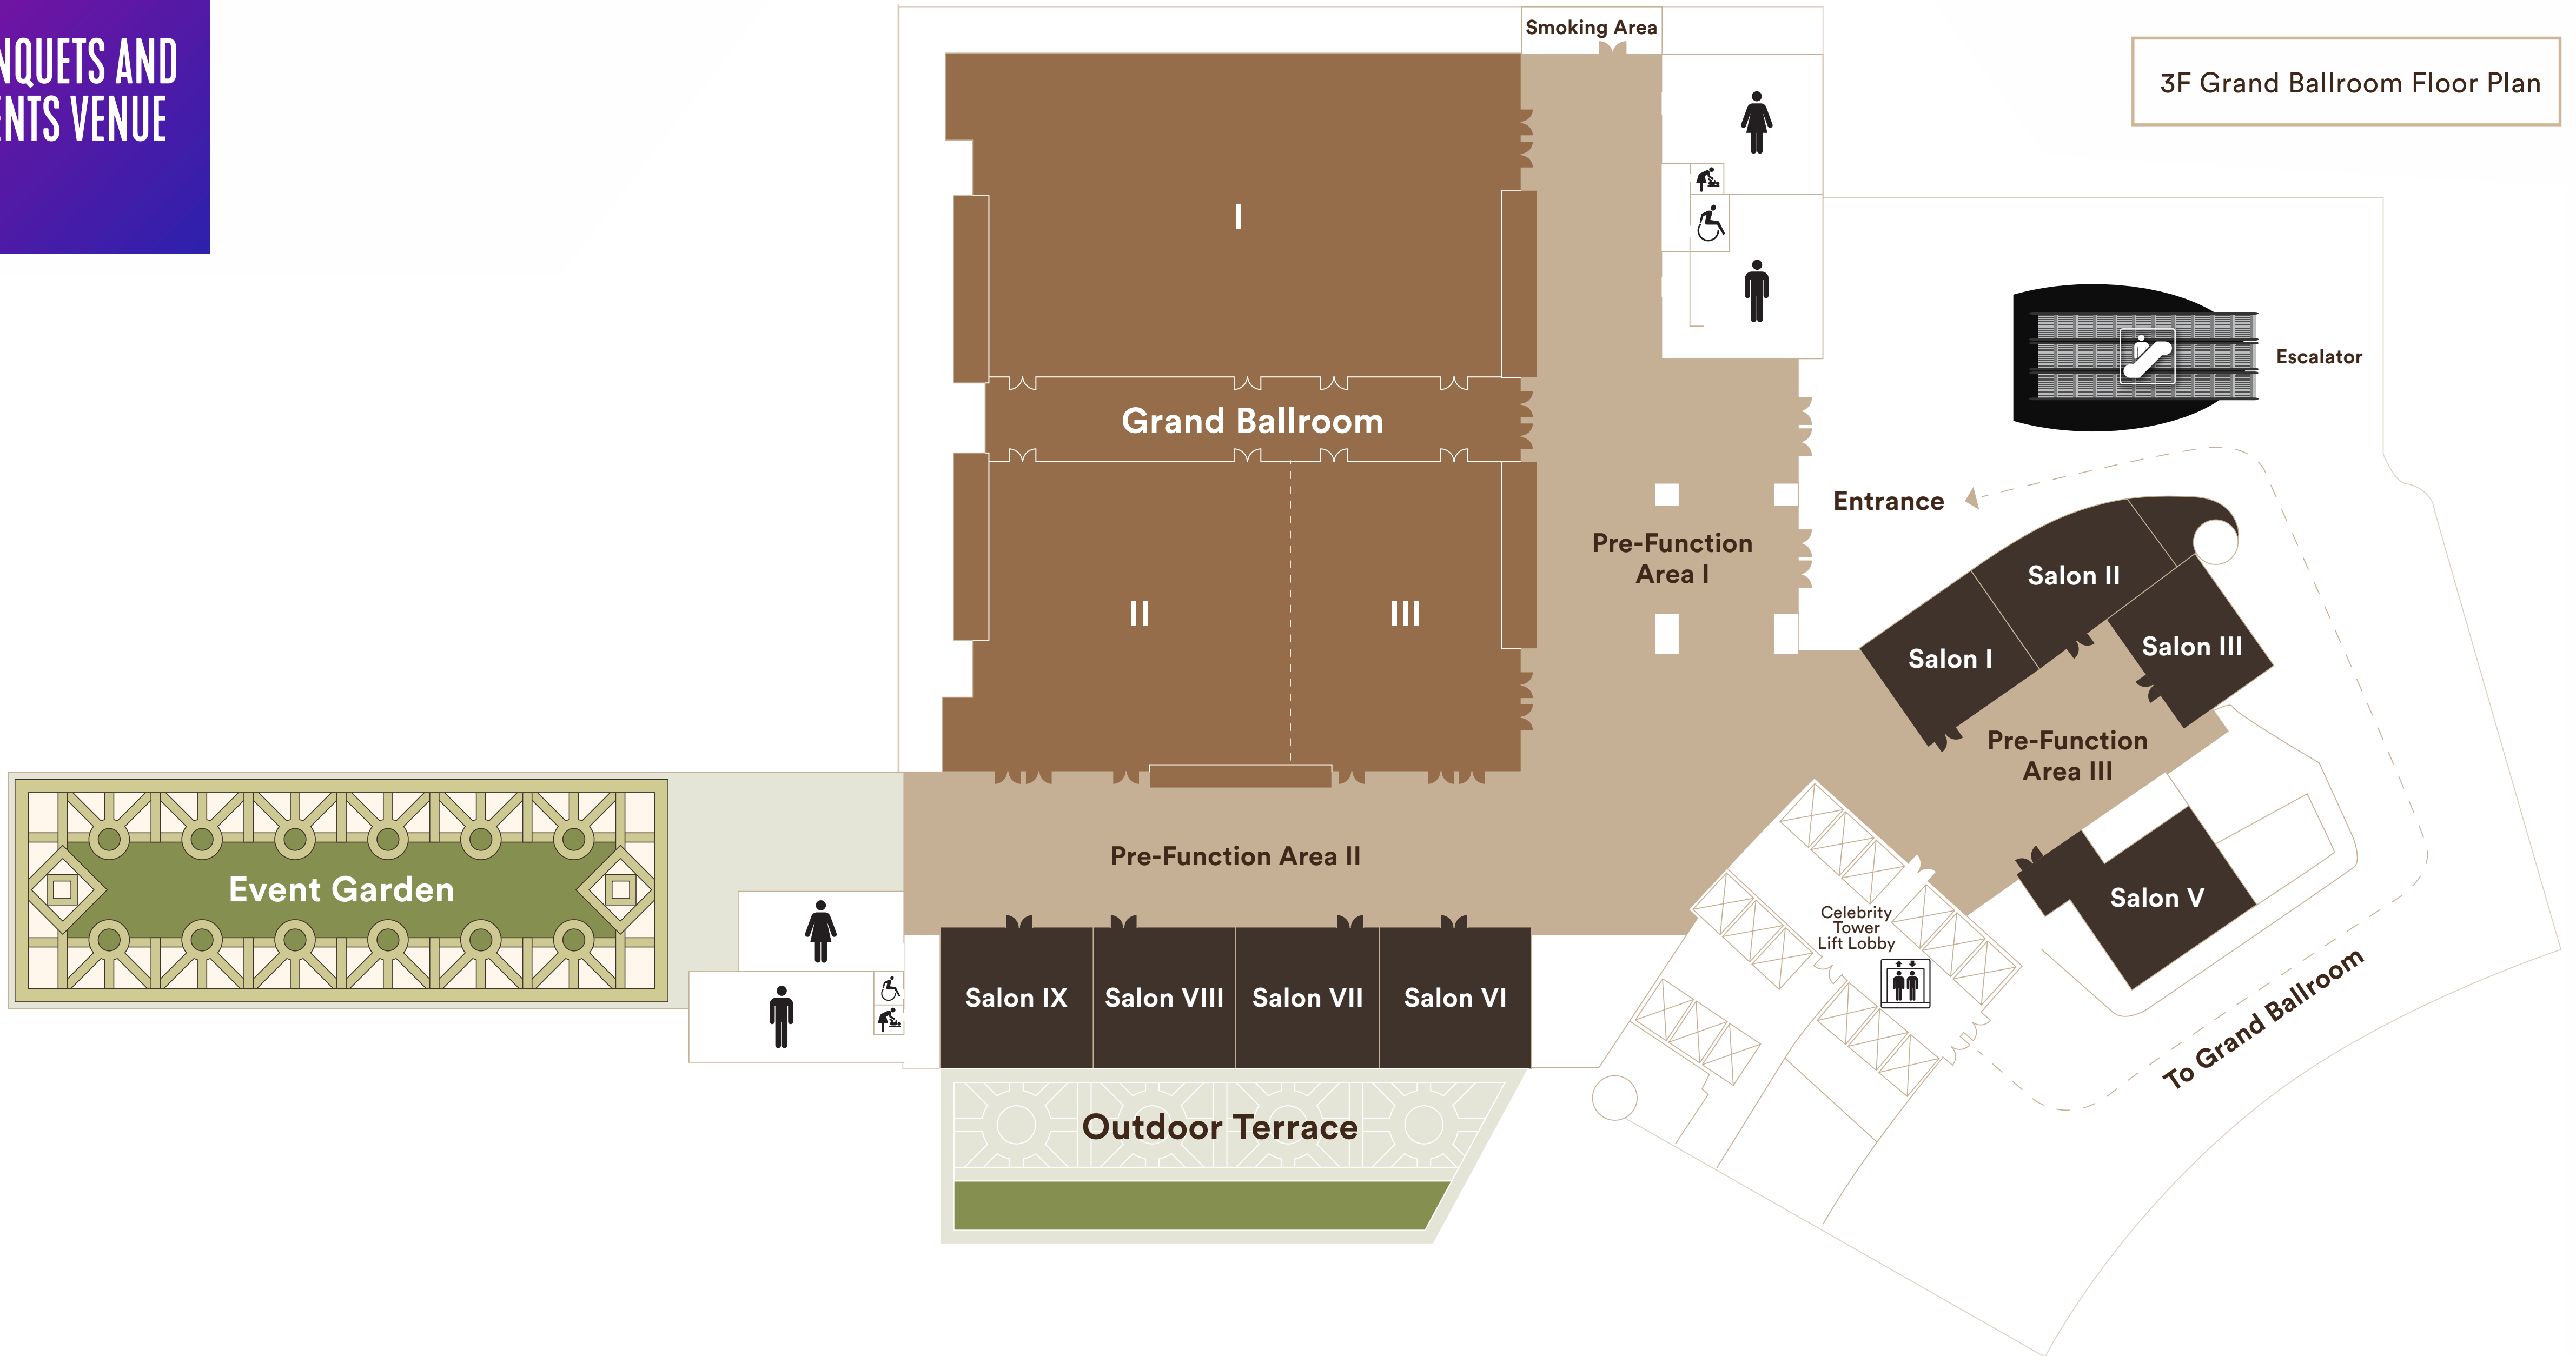 NQUETS AND
ENTS VENUE
Smoking Area
3F Grand Ballroom Floor Plan
I
Escalator
Grand Ballroom
Entrance
Pre-Function
Area I
II
III
Salon II
Salon I
Salon III
Pre-Function
Area III
Pre-Function Area II
Event Garden
Salon V
Celebrity
Tower
Lift Lobby
Salon IX
Salon VIII
Salon VII
Salon VI
To Grand Ballroom
Outdoor Terrace